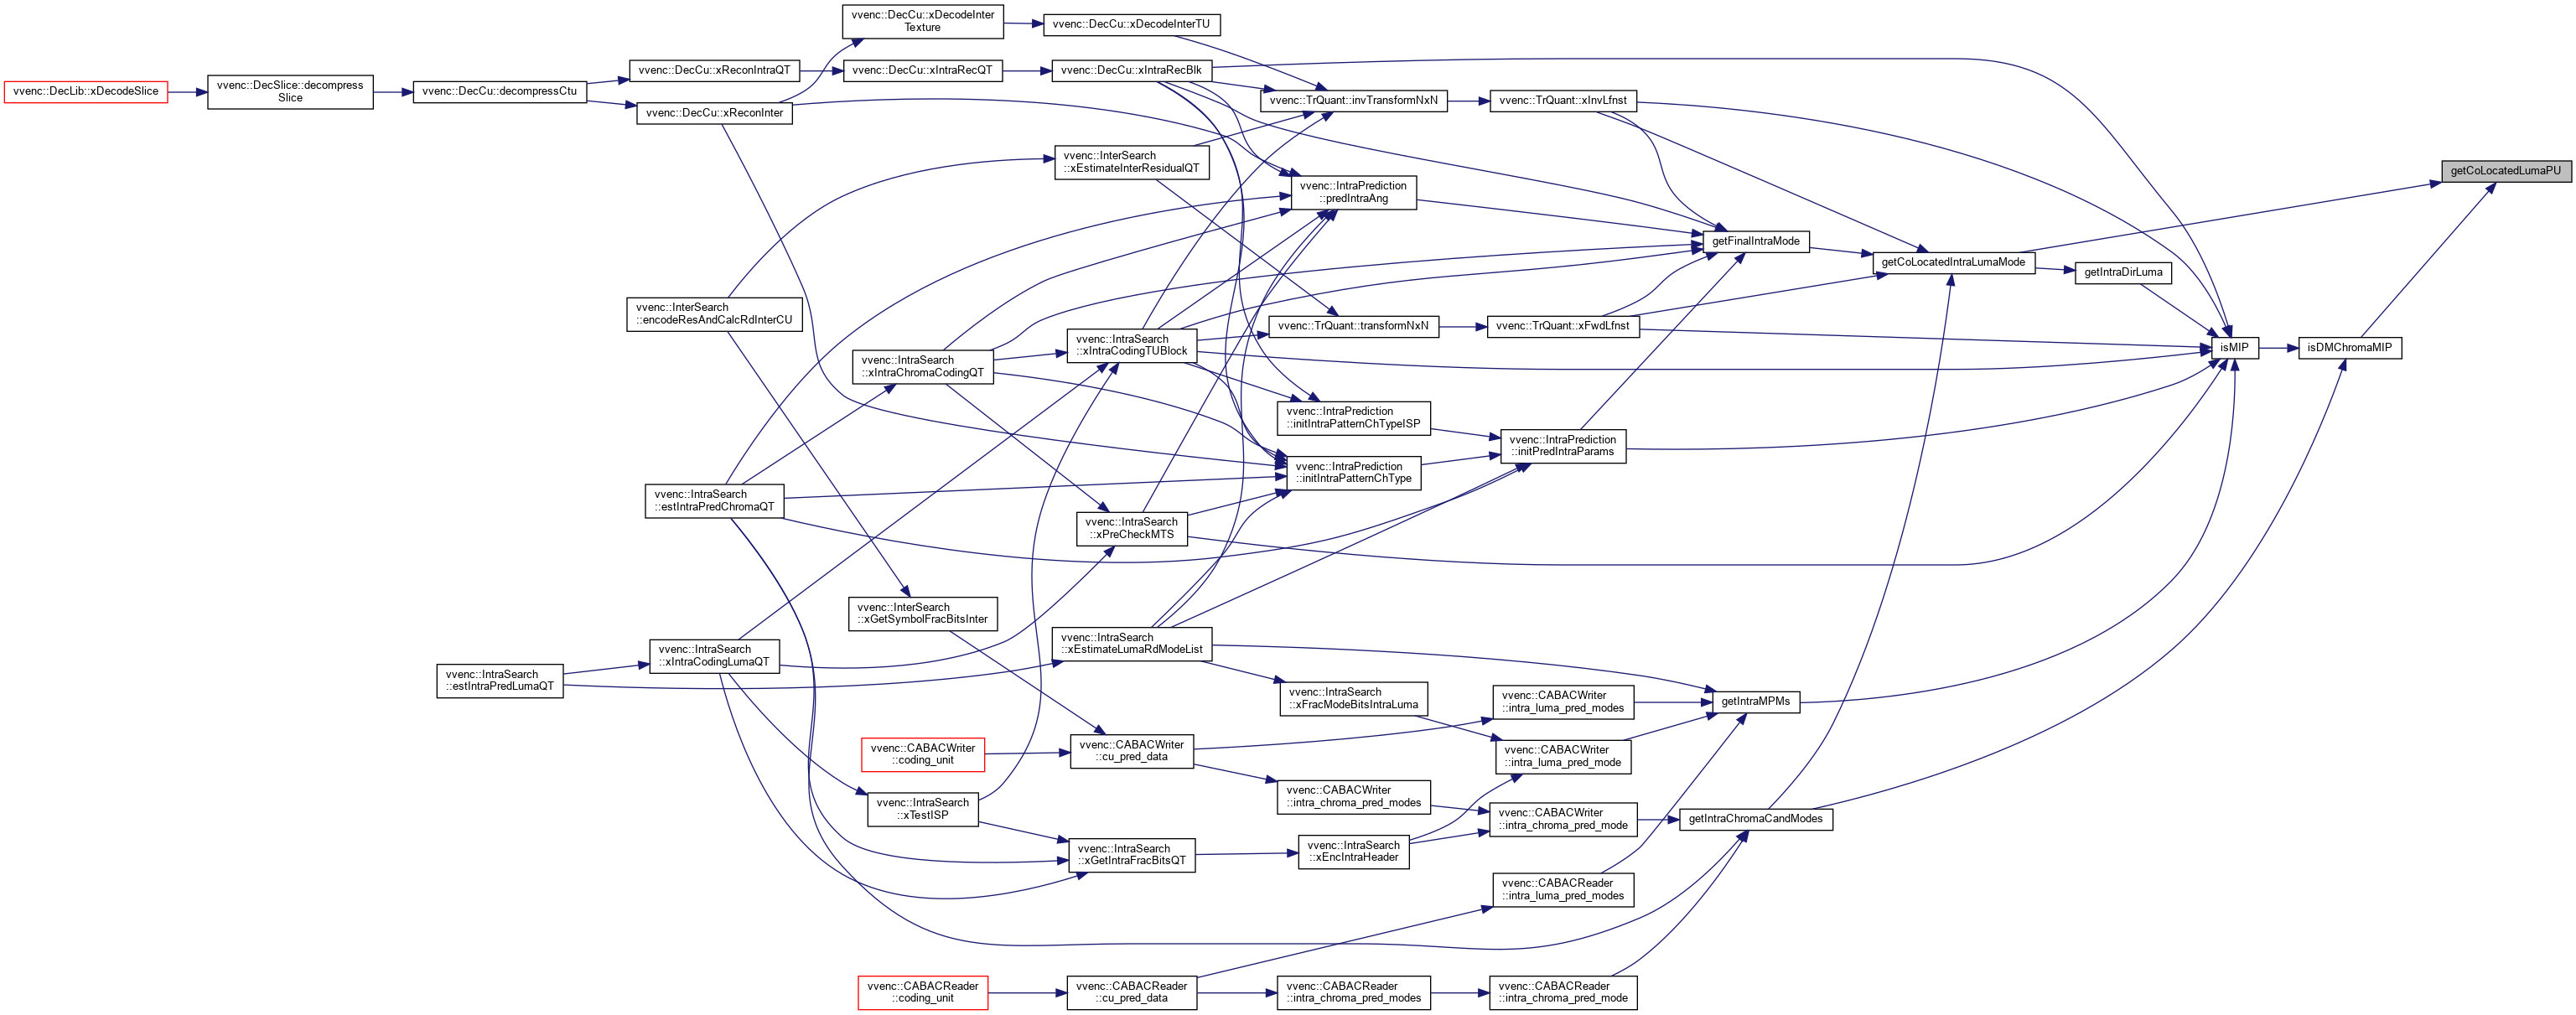 vvenc::DecLib::xDecodeSlice
vvenc::DecSlice::decompress
Slice
vvenc::DecCu::decompressCtu
vvenc::DecCu::xReconIntraQT
vvenc::DecCu::xReconInter
vvenc::DecCu::xDecodeInter
Texture
vvenc::DecCu::xIntraRecQT
vvenc::DecCu::xDecodeInterTU
vvenc::DecCu::xIntraRecBlk
vvenc::TrQuant::invTransformNxN
vvenc::TrQuant::xInvLfnst
vvenc::InterSearch
::xEstimateInterResidualQT
vvenc::IntraPrediction
::predIntraAng
getCoLocatedLumaPU
getFinalIntraMode
getCoLocatedIntraLumaMode
getIntraDirLuma
vvenc::InterSearch
::encodeResAndCalcRdInterCU
vvenc::IntraSearch
::xIntraChromaCodingQT
vvenc::IntraSearch
::xIntraCodingTUBlock
vvenc::TrQuant::transformNxN
vvenc::TrQuant::xFwdLfnst
isMIP
isDMChromaMIP
vvenc::IntraPrediction
::initIntraPatternChTypeISP
vvenc::IntraPrediction
::initPredIntraParams
vvenc::IntraPrediction
::initIntraPatternChType
vvenc::IntraSearch
::estIntraPredChromaQT
vvenc::IntraSearch
::xPreCheckMTS
vvenc::InterSearch
::xGetSymbolFracBitsInter
vvenc::IntraSearch
::xIntraCodingLumaQT
vvenc::IntraSearch
::estIntraPredLumaQT
vvenc::IntraSearch
::xEstimateLumaRdModeList
vvenc::IntraSearch
::xFracModeBitsIntraLuma
vvenc::CABACWriter
::intra_luma_pred_modes
getIntraMPMs
vvenc::CABACWriter
::coding_unit
vvenc::CABACWriter
::cu_pred_data
vvenc::CABACWriter
::intra_luma_pred_mode
vvenc::IntraSearch
::xTestISP
vvenc::CABACWriter
::intra_chroma_pred_modes
vvenc::CABACWriter
::intra_chroma_pred_mode
getIntraChromaCandModes
vvenc::IntraSearch
::xGetIntraFracBitsQT
vvenc::IntraSearch
::xEncIntraHeader
vvenc::CABACReader
::intra_luma_pred_modes
vvenc::CABACReader
::coding_unit
vvenc::CABACReader
::cu_pred_data
vvenc::CABACReader
::intra_chroma_pred_modes
vvenc::CABACReader
::intra_chroma_pred_mode